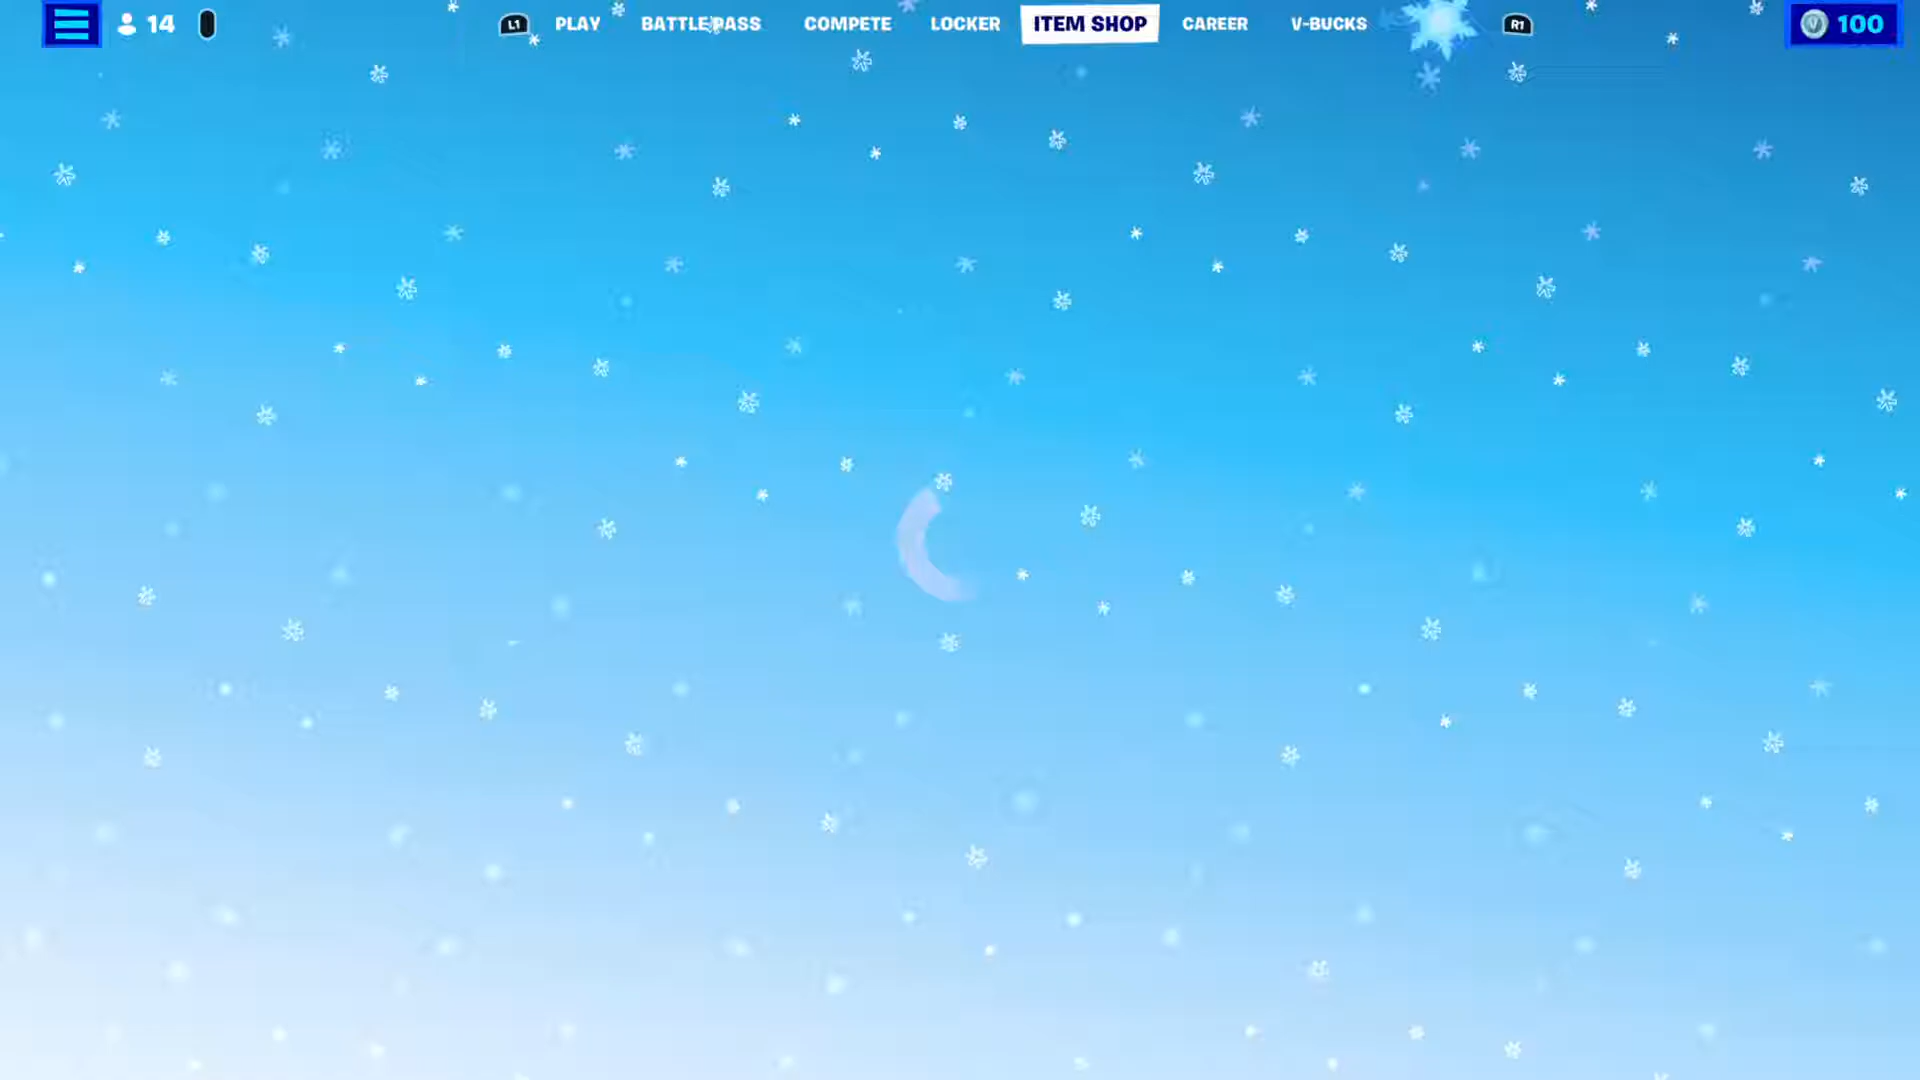 14
L1
PLAY
BATTLE PASS
COMPETE
LOCKER
ITEM SHOP
CAREER
V-BUCKS
R1
V 100